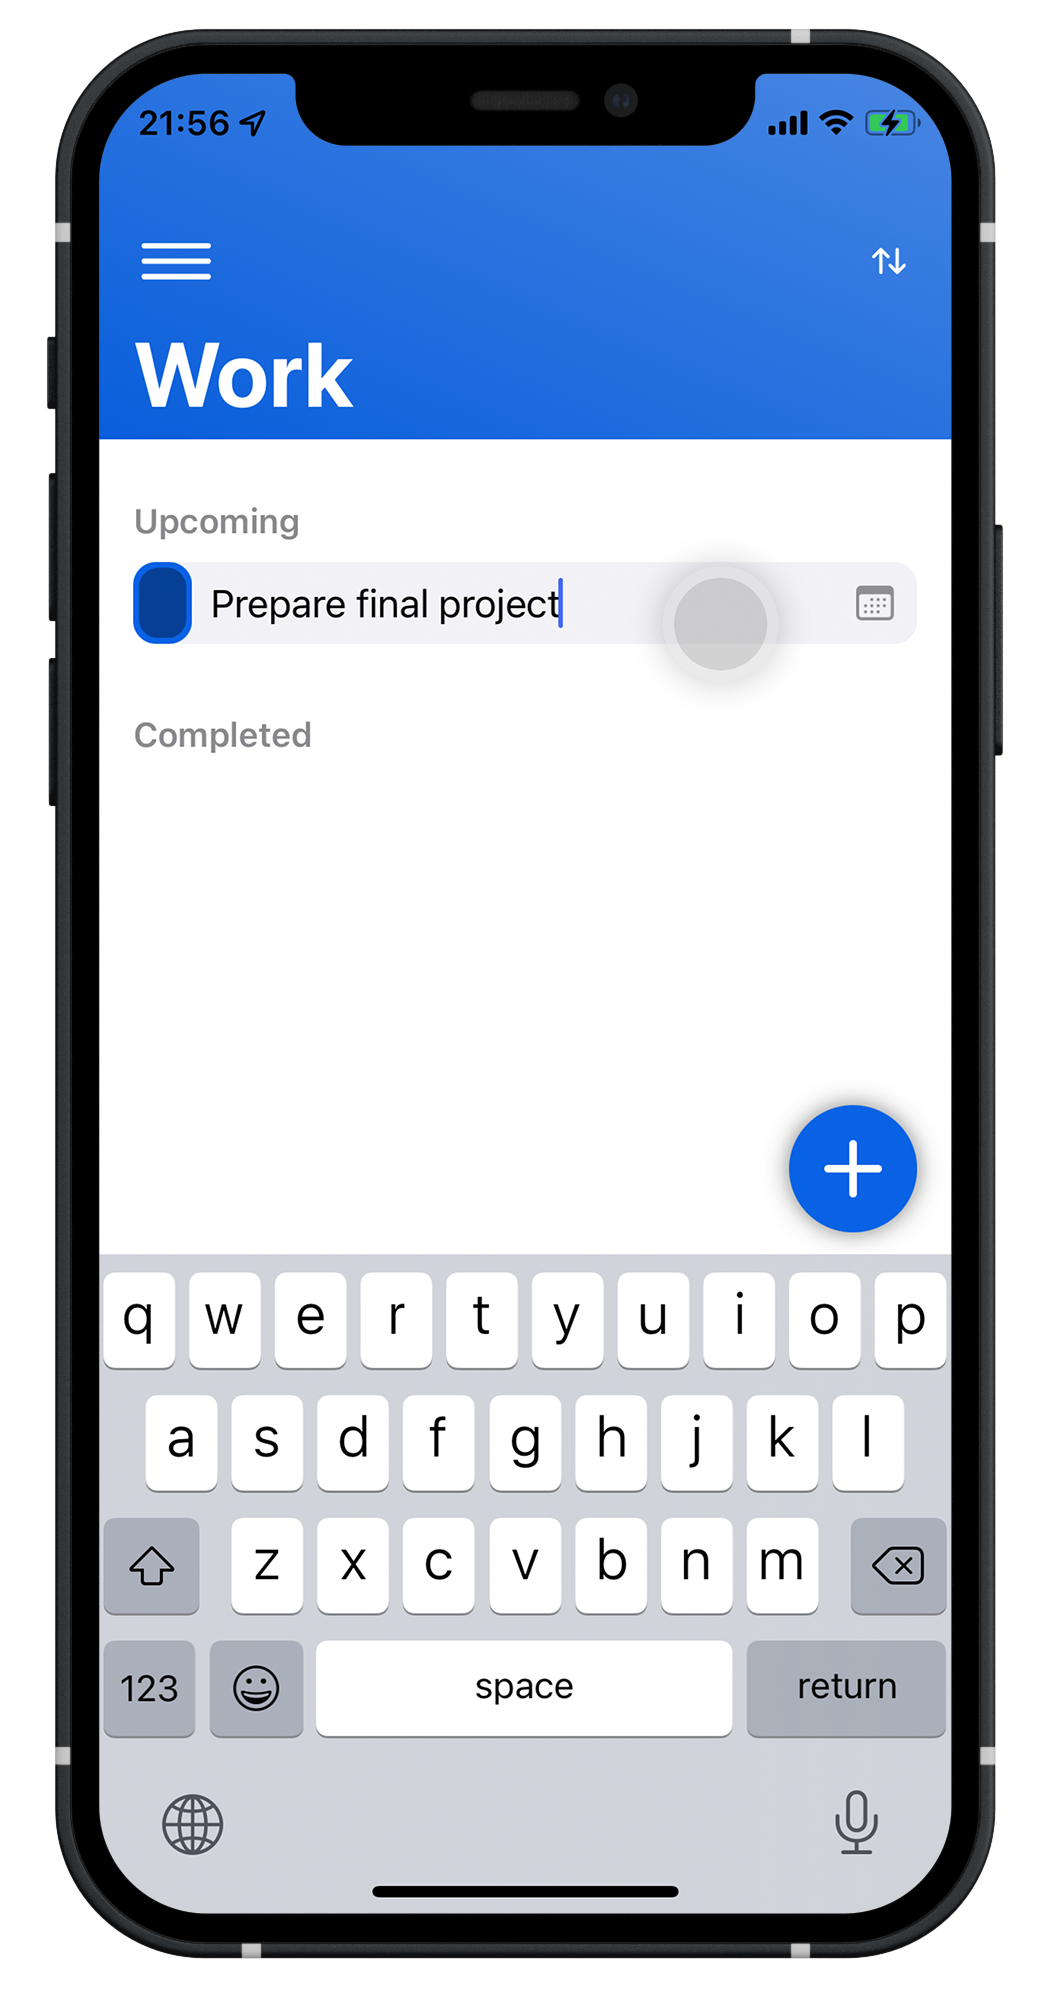 21:56
Work
Upcoming
Prepare final project
Completed
q w e r t y u i o p
a s d f g h j k l
z x c v b n m
123 space return